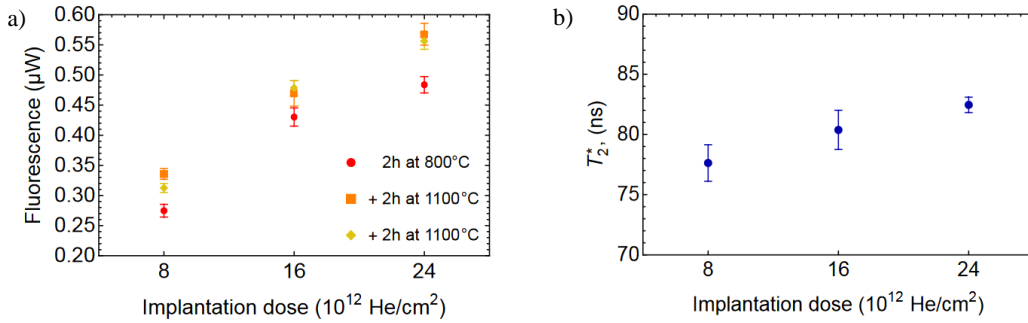 a)
Fluorescence (μW)
0.60
0.55
0.50
0.45
0.40
0.35
0.30
0.25
0.20
2h at 800°C
+ 2h at 1100°C
+ 2h at 1100°C
8
16
24
Implantation dose (10¹² He/cm²)
b)
T₂*, (ns)
90
85
80
75
70
8
16
24
Implantation dose (10¹² He/cm²)